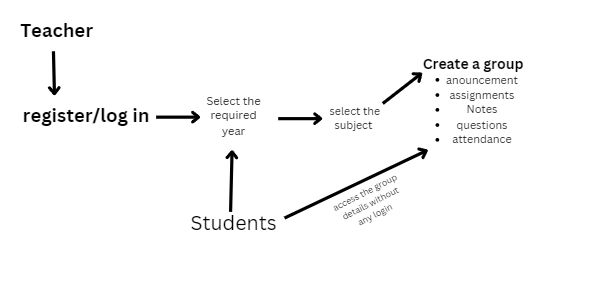 Teacher
register/log in
Select the
required
year
select the
subject
Create a group
• anouncement
• assignments
• Notes
• questions
• attendance
Students
access the group
details without
any login